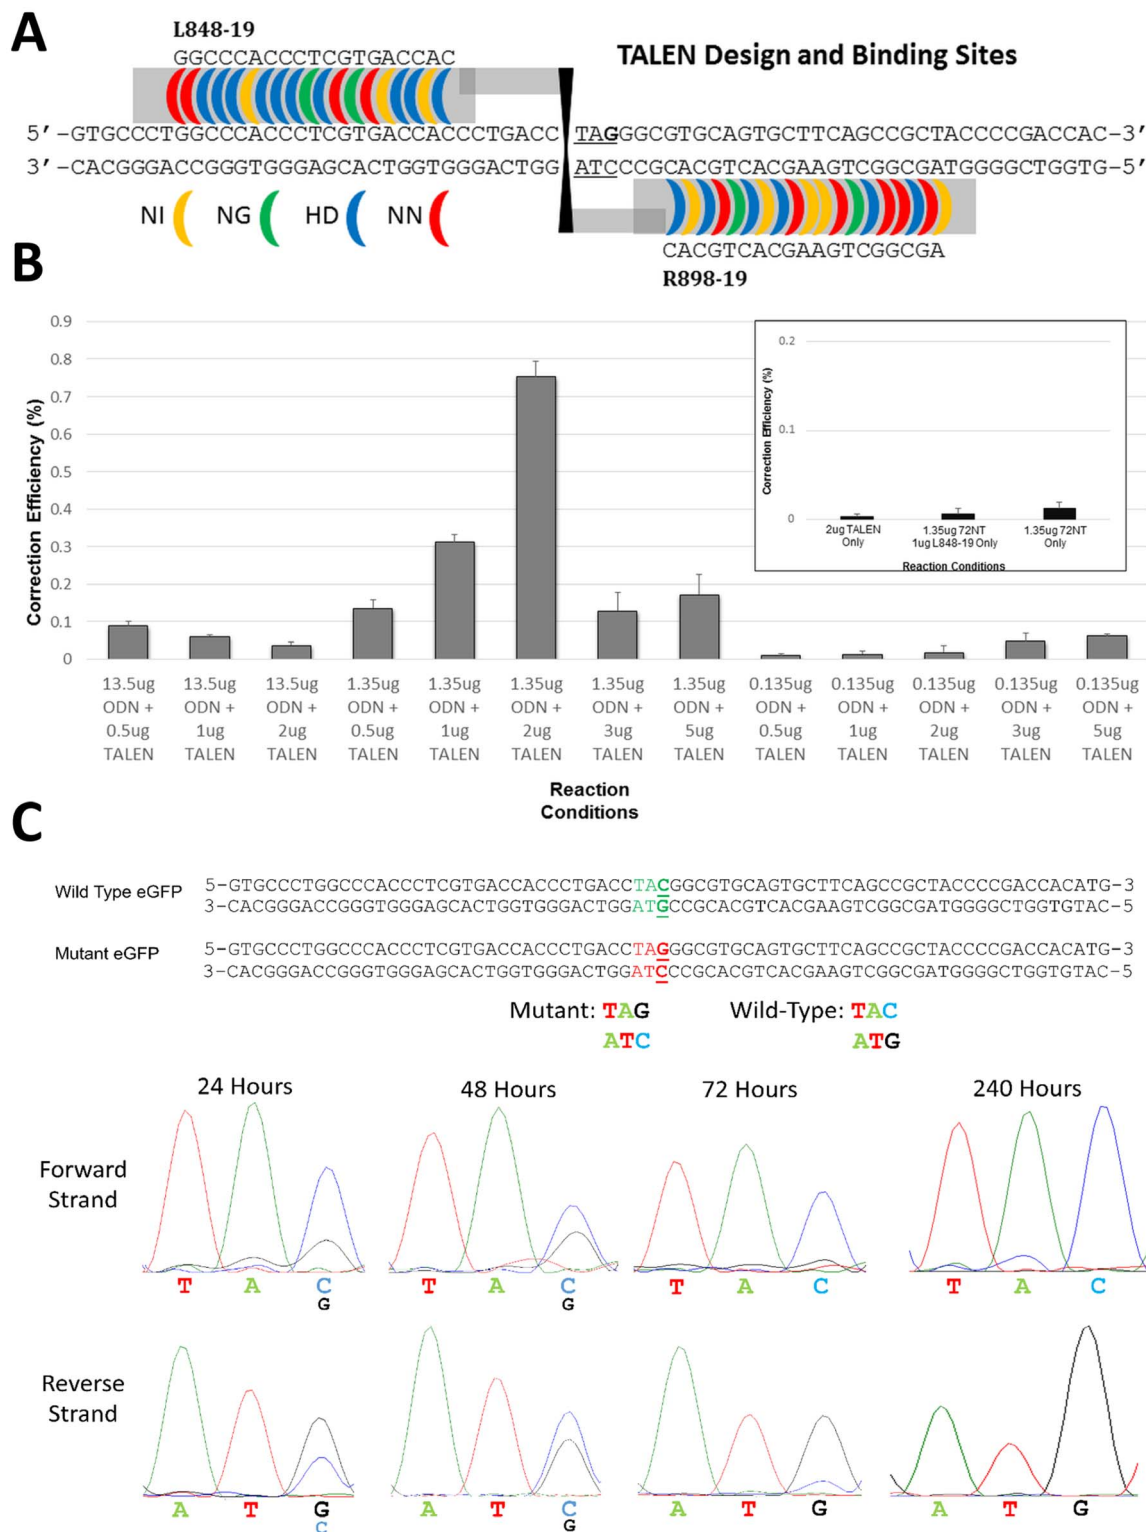 A
L848-19
GGCCCACCCTCGTGACCAC
TALEN Design and Binding Sites
5’-GTGCCCTGGCCCACCCTCGTGACCACCCTGACC TAGGGCGTGCAGTGCTTCAGCCGCTACCCCGACCAC-3’
3’-CACGGGACCGGGTGGGAGCACTGGTGGGACTGG ATCCCGCACGTCACGAAGTCGGCGATGGGGCTGGTG-5’
NI NG HD NN
CACGTCACGAAGTCGGCGA
R898-19
B
Correction Efficiency (%)
0.9
0.8
0.7
0.6
0.5
0.4
0.3
0.2
0.1
0
Correction Efficiency (%)
0.2
0.1
0
2ug TALEN Only
1.35ug 72NT 1ug L848-19 Only
1.35ug 72NT Only
Reaction Conditions
13.5ug ODN + 0.5ug TALEN
13.5ug ODN + 1ug TALEN
13.5ug ODN + 2ug TALEN
1.35ug ODN + 0.5ug TALEN
1.35ug ODN + 1ug TALEN
1.35ug ODN + 2ug TALEN
1.35ug ODN + 3ug TALEN
1.35ug ODN + 5ug TALEN
0.135ug ODN + 0.5ug TALEN
0.135ug ODN + 1ug TALEN
0.135ug ODN + 2ug TALEN
0.135ug ODN + 3ug TALEN
0.135ug ODN + 5ug TALEN
Reaction
Conditions
C
Wild Type eGFP
5-GTGCCCTGGCCCACCCTCGTGACCACCCTGACCTACGGCGTGCAGTGCTTCAGCCGCTACCCCGACCACATG-3
3-CACGGGACCGGGTGGGAGCACTGGTGGGACTGGATGCCGCACGTCACGAAGTCGGCGATGGGGCTGGTGTAC-5
Mutant eGFP
5-GTGCCCTGGCCCACCCTCGTGACCACCCTGACCTAGGGCGTGCAGTGCTTCAGCCGCTACCCCGACCACATG-3
3-CACGGGACCGGGTGGGAGCACTGGTGGGACTGGATCCCGCACGTCACGAAGTCGGCGATGGGGCTGGTGTAC-5
Mutant: TAG Wild-Type: TAC
ATC ATG
24 Hours 48 Hours 72 Hours 240 Hours
Forward
Strand
T A C T A C T A C T A C
G G
Reverse
Strand
A T G A T C A T G A T G
C G